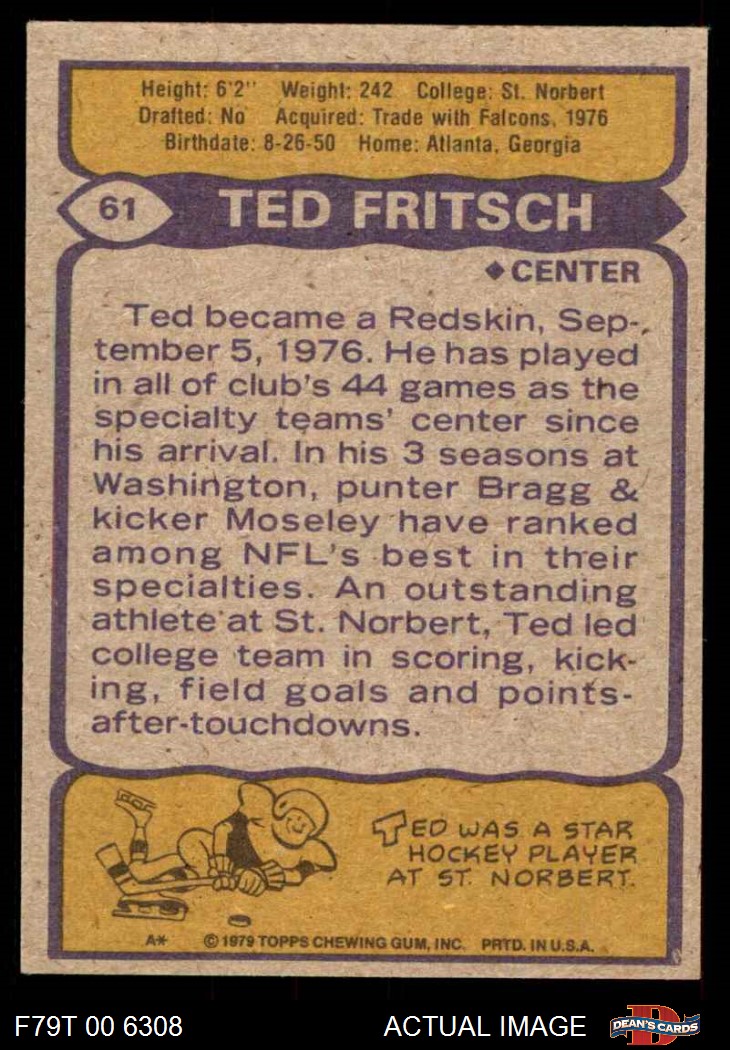 Height: 6'2" Weight: 242 College: St. Norbert
Drafted: No Acquired: Trade with Falcons, 1976
Birthdate: 8-26-50 Home: Atlanta, Georgia
61 TED FRITSCH
◆CENTER
Ted became a Redskin, Sep-
tember 5, 1976. He has played
in all of club's 44 games as the
specialty teams' center since
his arrival. In his 3 seasons at
Washington, punter Bragg &
kicker Moseley have ranked
among NFL's best in their
specialties. An outstanding
athlete at St. Norbert, Ted led
college team in scoring, kick-
ing, field goals and points-
after-touchdowns.
TED WAS A STAR
HOCKEY PLAYER
AT ST. NORBERT.
A* © 1979 TOPPS CHEWING GUM, INC. PRTD. IN U.S.A.
F79T 00 6308 ACTUAL IMAGE D DEAN'S CARDS